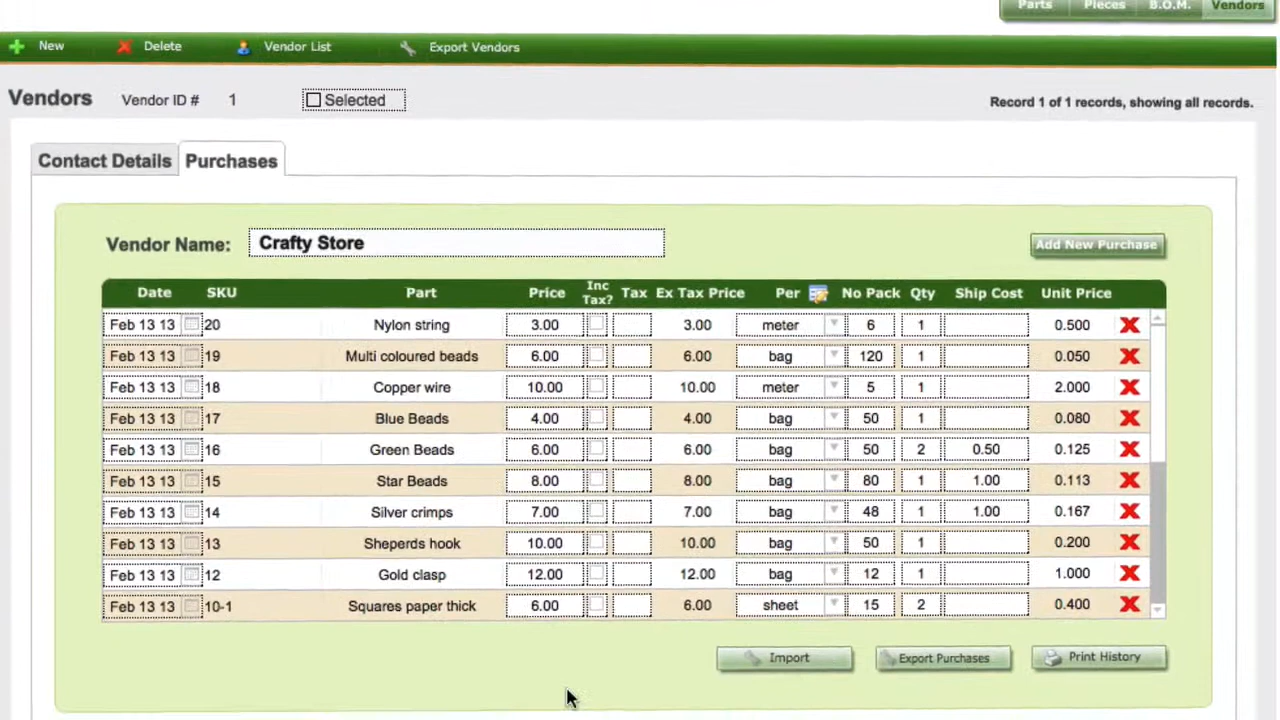 Parts Pieces B.O.M. Vendors
New Delete Vendor List Export Vendors
Vendors Vendor ID # 1 Selected Record 1 of 1 records, showing all records.
Contact Details Purchases
Vendor Name: Crafty Store Add New Purchase
Date SKU Part Price Inc Tax? Tax Ex Tax Price Per No Pack Qty Ship Cost Unit Price
Feb 13 13 20 Nylon string 3.00 3.00 meter 6 1 0.500
Feb 13 13 19 Multi coloured beads 6.00 6.00 bag 120 1 0.050
Feb 13 13 18 Copper wire 10.00 10.00 meter 5 1 2.000
Feb 13 13 17 Blue Beads 4.00 4.00 bag 50 1 0.080
Feb 13 13 16 Green Beads 6.00 6.00 bag 50 2 0.50 0.125
Feb 13 13 15 Star Beads 8.00 8.00 bag 80 1 1.00 0.113
Feb 13 13 14 Silver crimps 7.00 7.00 bag 48 1 1.00 0.167
Feb 13 13 13 Sheperds hook 10.00 10.00 bag 50 1 0.200
Feb 13 13 12 Gold clasp 12.00 12.00 bag 12 1 1.000
Feb 13 13 10-1 Squares paper thick 6.00 6.00 sheet 15 2 0.400
Import Export Purchases Print History